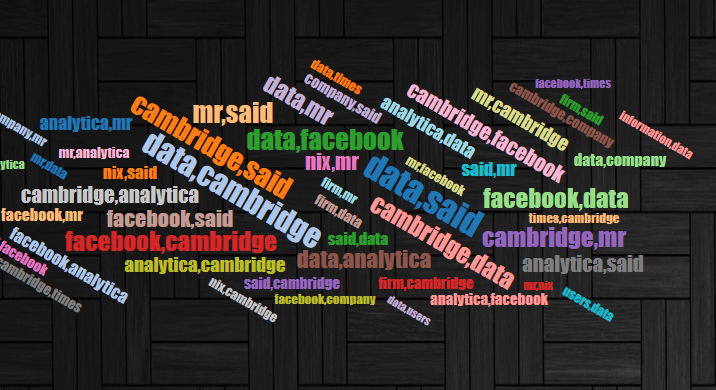 data,times
company,said
data,mr
facebook,times
cambridge,company
cambridge,facebook
mr,cambridge
firm,said
information,data
cambridge,said
mr,said
analytica,data
ompany,mr
analytica,mr
data,facebook
data,cambridge
mr,analytica
nix,mr
data,said
mr,facebook
said,mr
data,company
ytica
mr,data
nix,said
firm,mr
cambridge,analytica
firm,data
facebook,data
facebook,mr
facebook,said
cambridge,data
times,cambridge
facebook,analytica
facebook,cambridge
said,data
cambridge,mr
facebook
analytica,cambridge
data,analytica
analytica,said
cambridge,times
nix,cambridge
said,cambridge
firm,cambridge
mr,nix
users,data
facebook,company
data,users
analytica,facebook